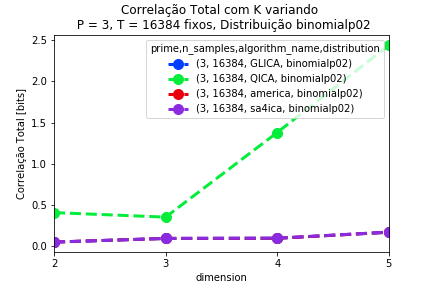 Correlação Total com K variando
P = 3, T = 16384 fixos, Distribuição binomialp02
2.5
2.0
1.5
1.0
0.5
0.0
Correlação Total [bits]
prime,n_samples,algorithm_name,distribution
(3, 16384, GLICA, binomialp02)
(3, 16384, QICA, binomialp02)
(3, 16384, america, binomialp02)
(3, 16384, sa4ica, binomialp02)
2 3 4 5
dimension